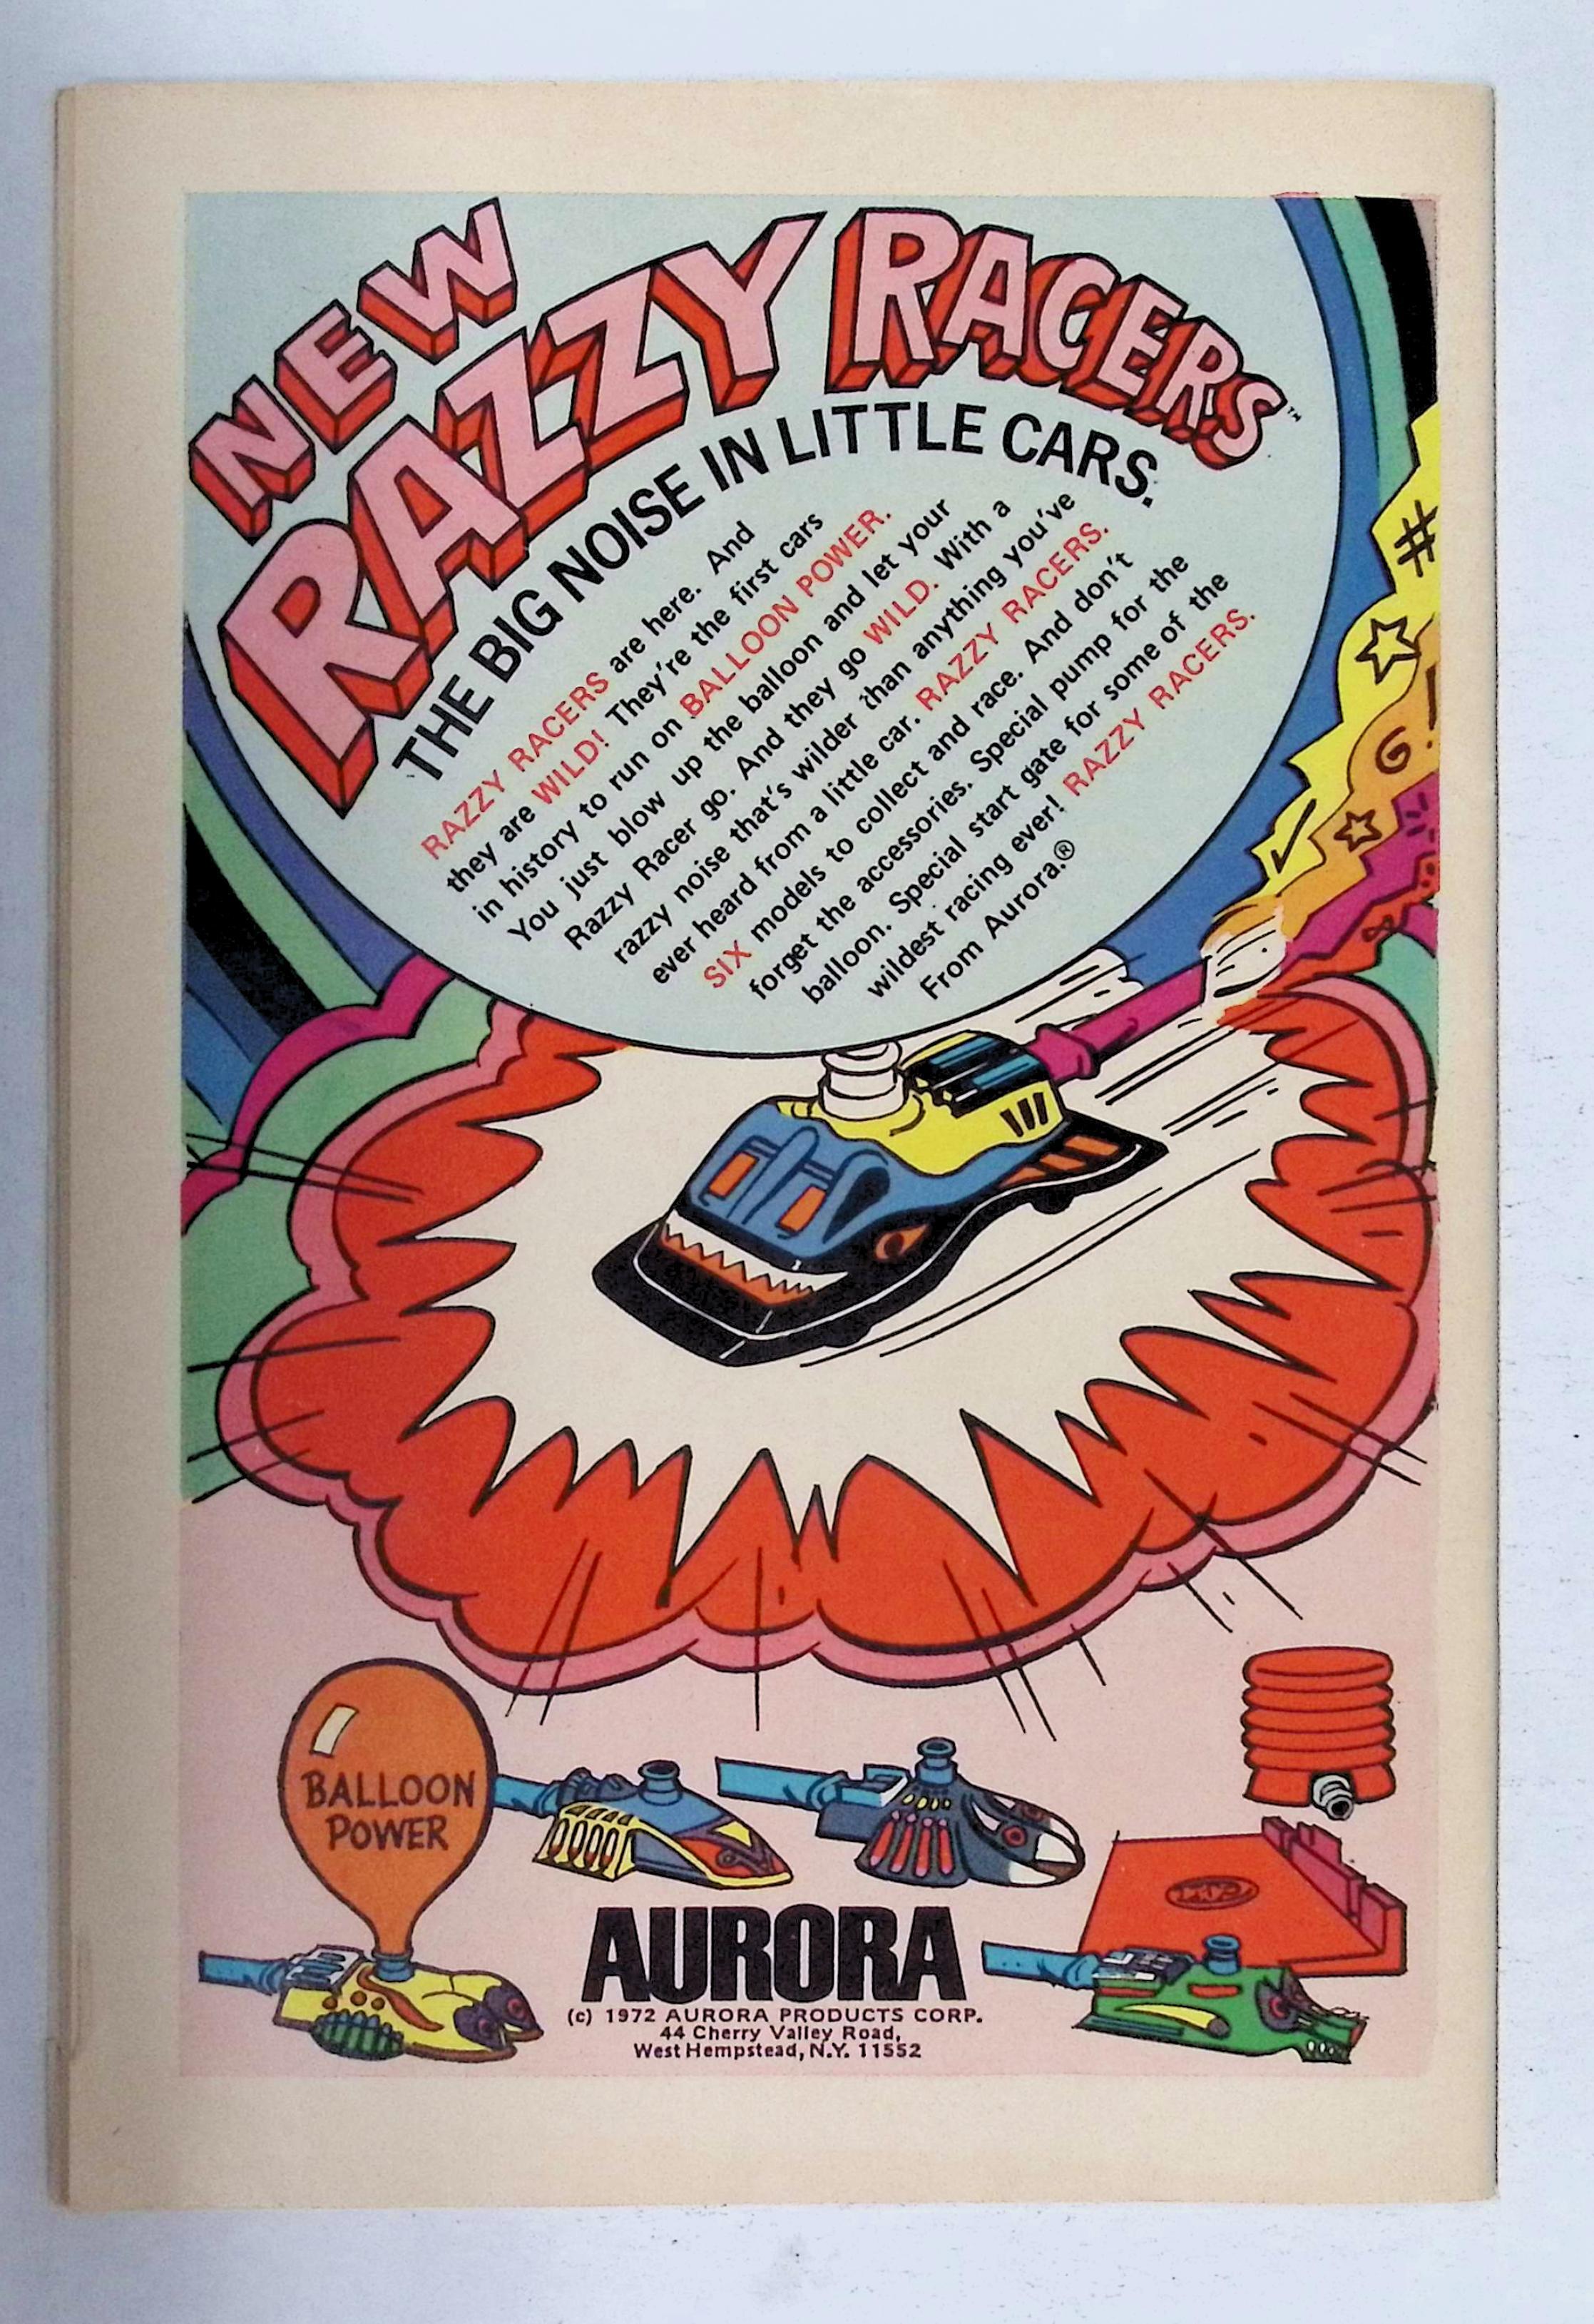 NEW
RAZZY RACERS™
THE BIG NOISE IN LITTLE CARS.
RAZZY RACERS are here. And
they are WILD! They're the first cars
in history to run on BALLOON POWER.
You just blow up the balloon and let your
Razzy Racer go. And they go WILD. With a
razzy noise that's wilder than anything you've
ever heard from a little car. RAZZY RACERS.
SIX models to collect and race. And don't
forget the accessories. Special pump for the
balloon. Special start gate for some of the
wildest racing ever! RAZZY RACERS.
From Aurora.®
#
G!
BALLOON
POWER
AURORA
(c) 1972 AURORA PRODUCTS CORP.
44 Cherry Valley Road,
West Hempstead, N.Y. 11552